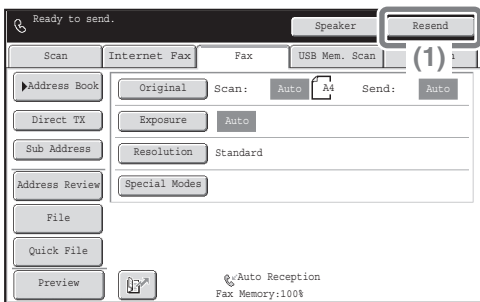 Ready to send.
Speaker
Resend
Scan
Internet Fax
Fax
USB Mem. Scan
(1)
Address Book
Original
Scan:
Auto
A4
Send:
Auto
Direct TX
Exposure
Auto
Sub Address
Resolution
Standard
Address Review
Special Modes
File
Quick File
Preview
Auto Reception
Fax Memory:100%